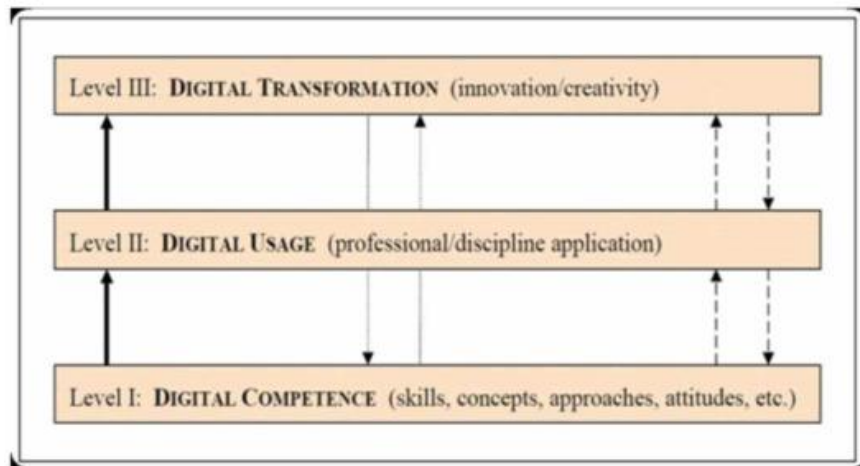 Level III: DIGITAL TRANSFORMATION (innovation/creativity)
Level II: DIGITAL USAGE (professional/discipline application)
Level I: DIGITAL COMPETENCE (skills, concepts, approaches, attitudes, etc.)